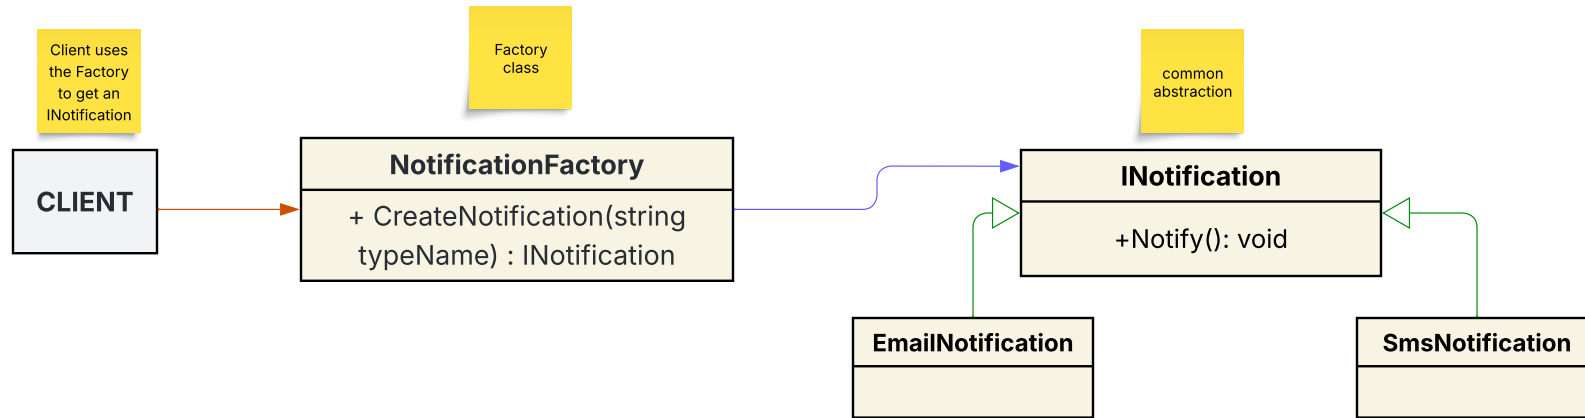 Client uses
the Factory
to get an
INotification
Factory
class
common
abstraction
CLIENT
NotificationFactory
+ CreateNotification(string
typeName) : INotification
INotification
+Notify(): void
EmailNotification
SmsNotification